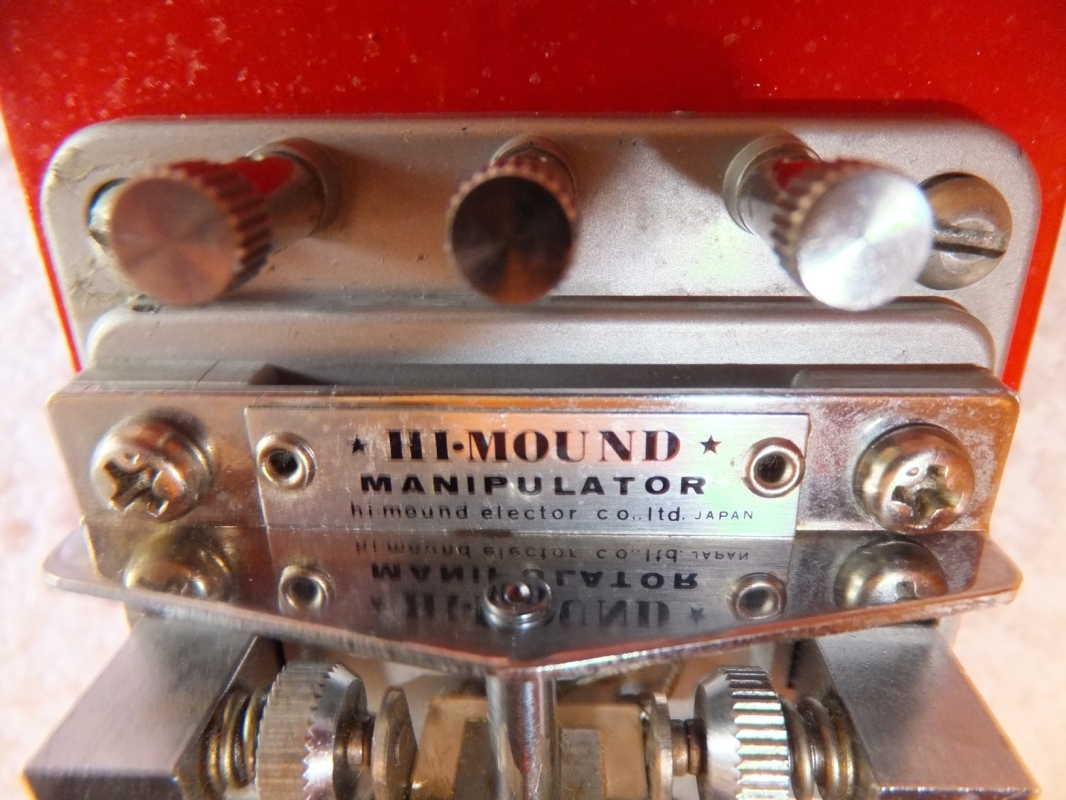 ★ HI-MOUND ★
MANIPULATOR
hi-mound elector co,.ltd. JAPAN